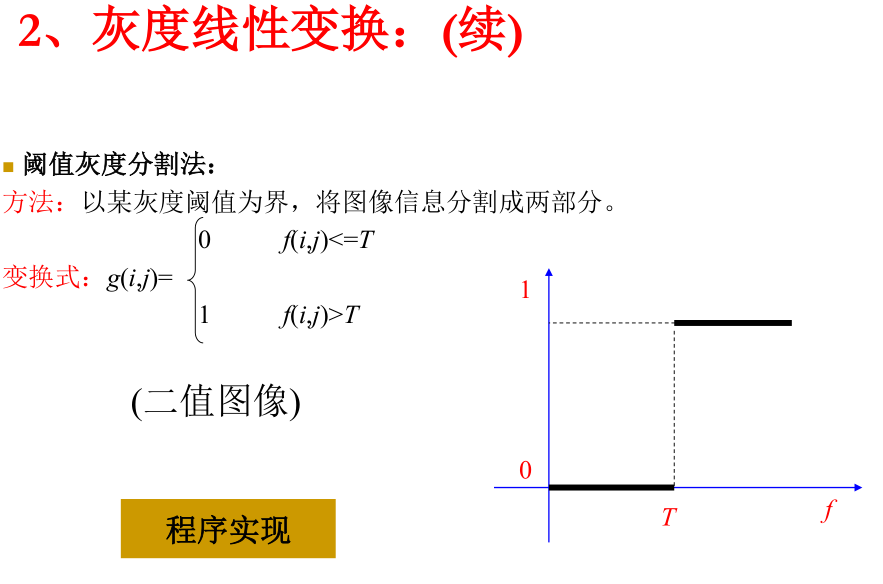 2、灰度线性变换：(续)
阈值灰度分割法：
方法：以某灰度阈值为界，将图像信息分割成两部分。
0 f(i,j)<=T
变换式：g(i,j)=
1 f(i,j)>T
(二值图像)
程序实现
1
0
T
f